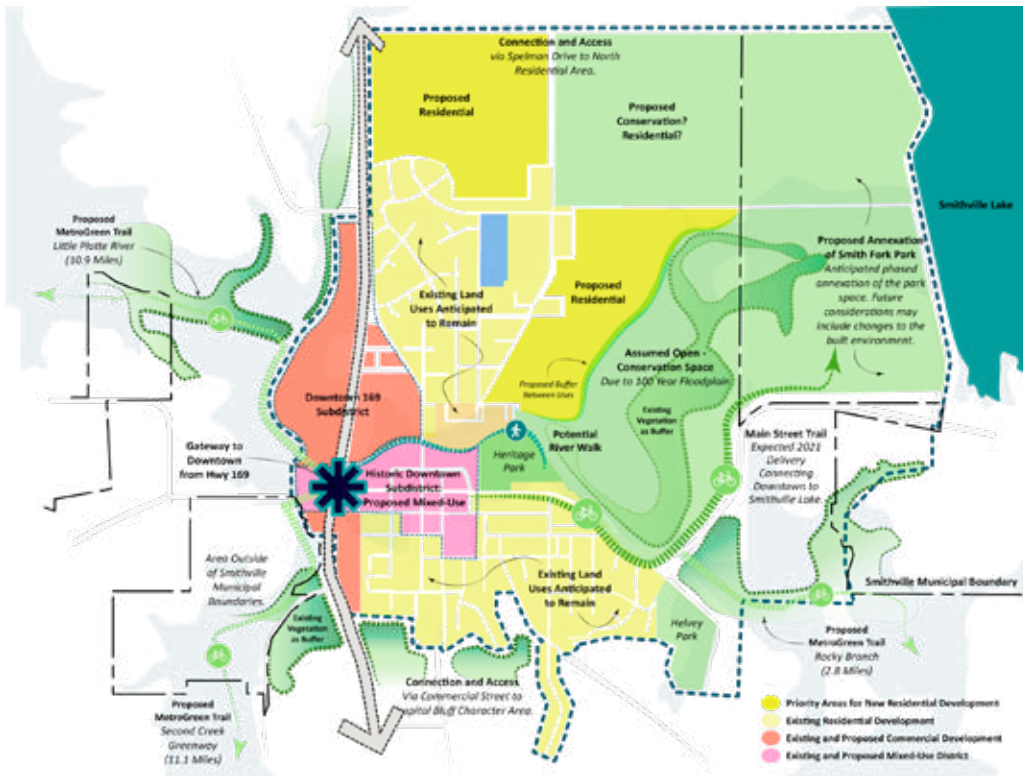 Connection and Access
via Spelman Drive to North
Residential Area.
Proposed
Residential
Proposed
Conservation?
Residential?
Smithville Lake
Proposed
MetroGreen Trail
Little Platte River
(10.9 Miles)
Proposed Annexation
of Smith Fork Park
Anticipated phased
annexation of the park
space. Future
considerations may
include changes to the
built environment.
Existing Land
Uses Anticipated
to Remain
Proposed
Residential
Assumed Open -
Conservation Space
Due to 100 Year Floodplain
Proposed Buffer
Between Uses
Downtown 169
Subdistrict
Existing
Vegetation
as Buffer
Potential
River Walk
Heritage
Park
Main Street Trail
Expected 2021
Delivery
Connecting
Downtown to
Smithville Lake.
Gateway to
Downtown
from Hwy 169
Historic Downtown
Subdistrict:
Proposed Mixed-Use
Area Outside
of Smithville
Municipal
Boundaries.
Existing Land
Uses Anticipated
to Remain
Smithville Municipal Boundary
Existing
Vegetation
as Buffer
Helvey
Park
Proposed
MetroGreen Trail
Rocky Branch
(2.8 Miles)
Connection and Access
Via Commercial Street to
pital Bluff Character Area.
Proposed
MetroGreen Trail
Second Creek
Greenway
(11.1 Miles)
Priority Areas for New Residential Development
Existing Residential Development
Existing and Proposed Commercial Development
Existing and Proposed Mixed-Use District